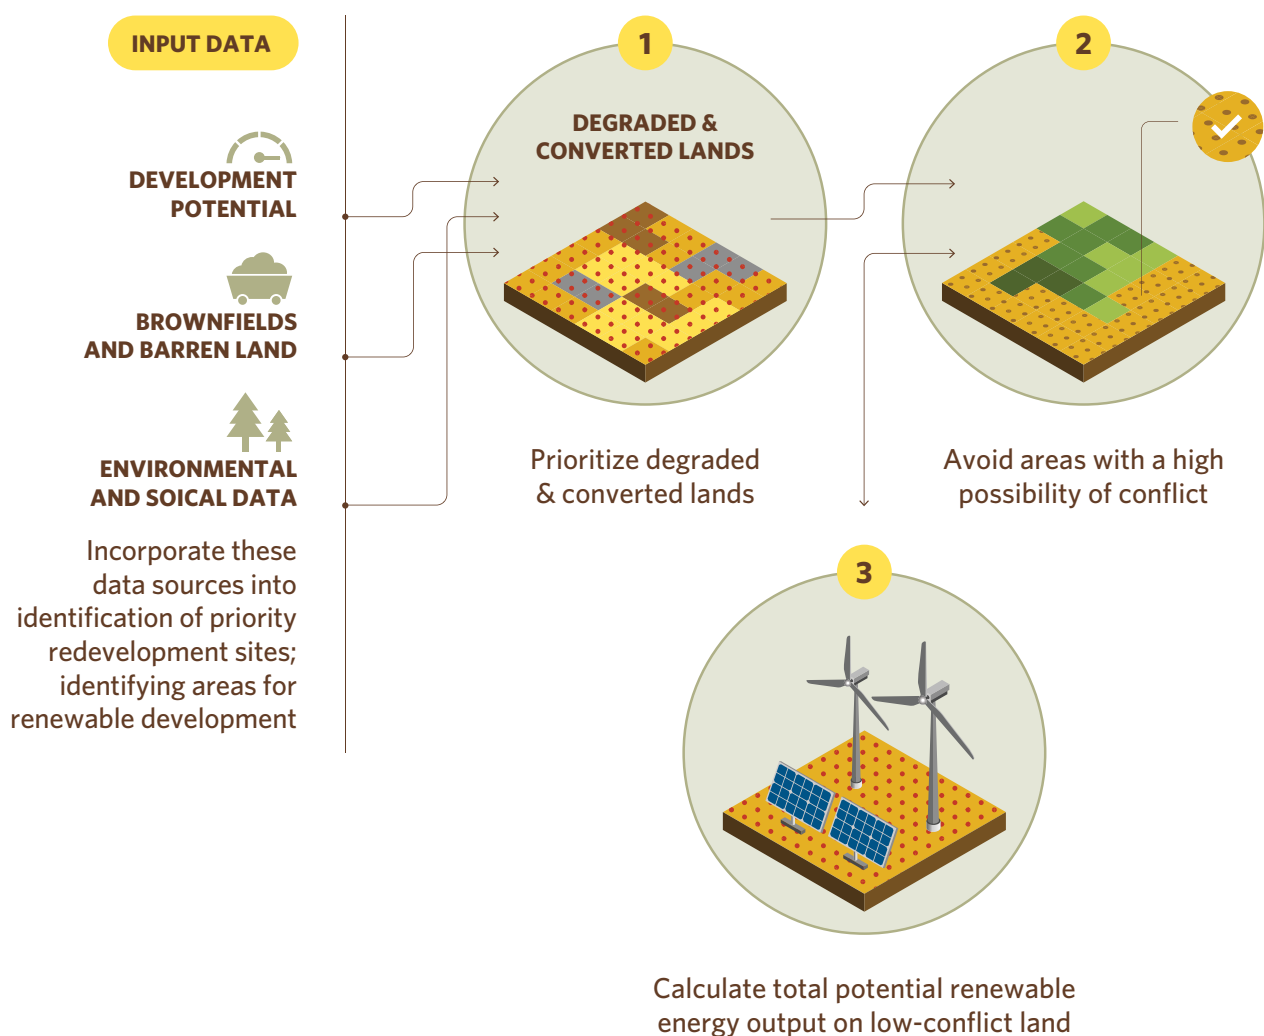 INPUT DATA
DEVELOPMENT
POTENTIAL
BROWNFIELDS
AND BARREN LAND
ENVIRONMENTAL
AND SOICAL DATA
Incorporate these
data sources into
identification of priority
redevelopment sites;
identifying areas for
renewable development
1
DEGRADED &
CONVERTED LANDS
Prioritize degraded
& converted lands
2
Avoid areas with a high
possibility of conflict
3
Calculate total potential renewable
energy output on low-conflict land